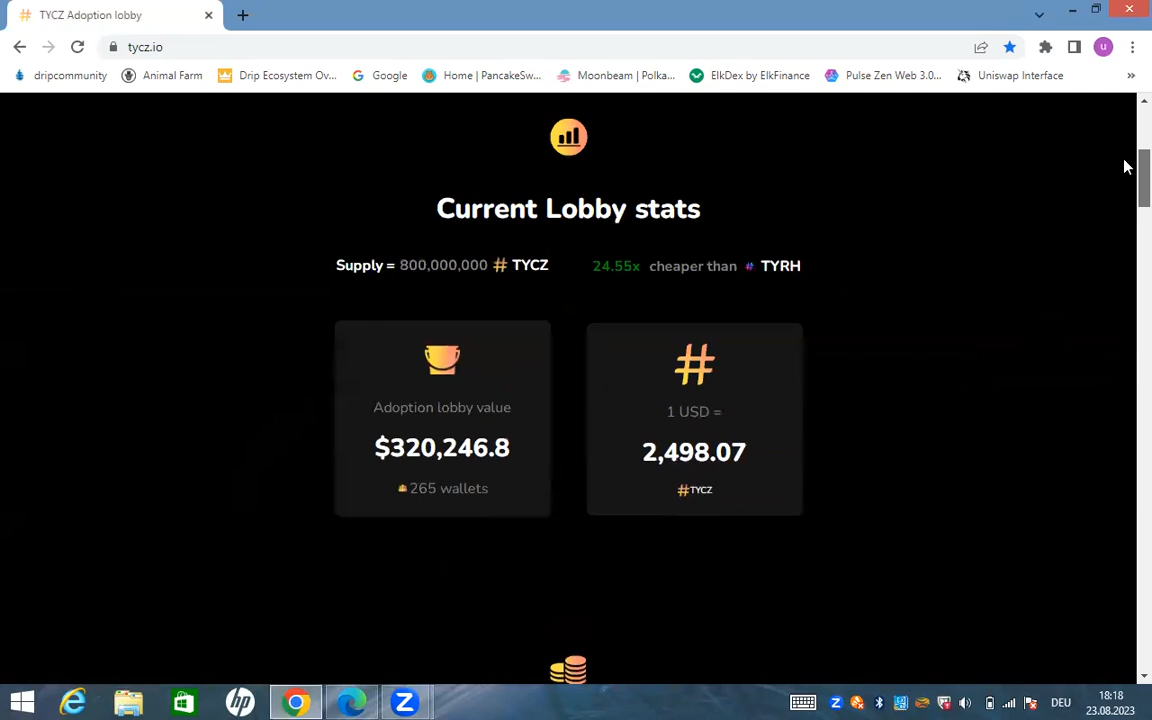 TYCZ Adoption lobby
tycz.io
u
dripcommunity
Animal Farm
Drip Ecosystem Ov...
Google
Home | PancakeSw...
Moonbeam | Polka...
ElkDex by ElkFinance
Pulse Zen Web 3.0...
Uniswap Interface
Current Lobby stats
Supply = 800,000,000 # TYCZ
24.55x cheaper than # TYRH
Adoption lobby value
$320,246.8
265 wallets
#
1 USD =
2,498.07
#TYCZ
DEU
18:18
23.08.2023